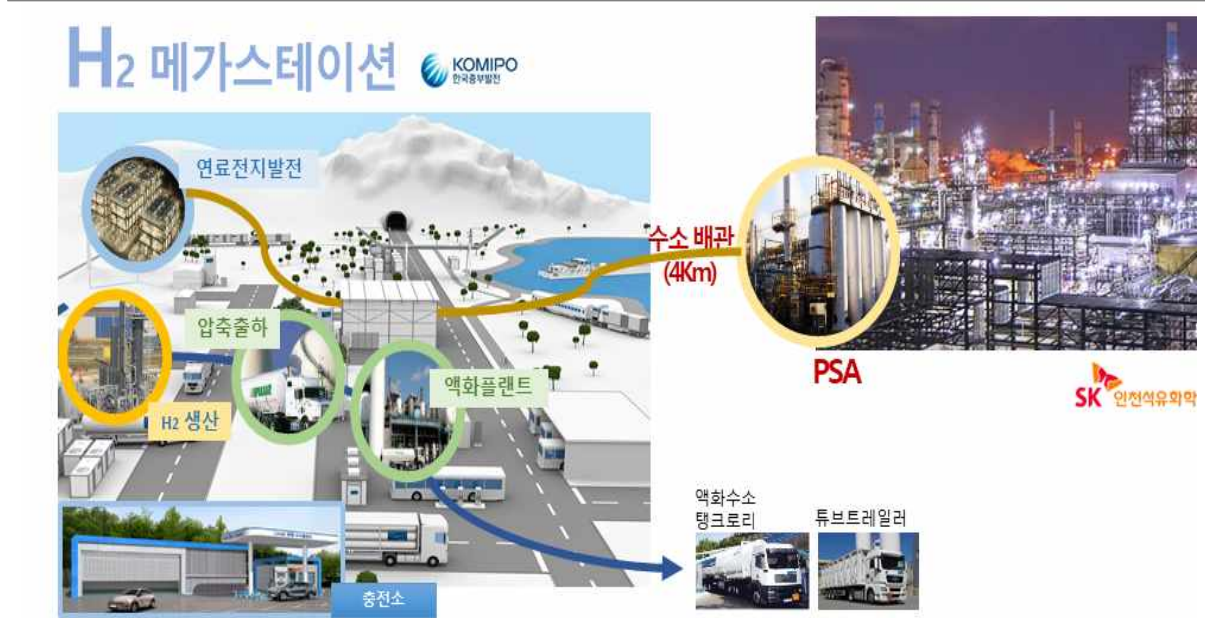 H2 메가스테이션
KOMIPO
한국중부발전
연료전지발전
수소 배관
(4Km)
압축출하
액화플랜트
PSA
H2 생산
SK 인천석유화학
액화수소
탱크로리
튜브트레일러
충전소